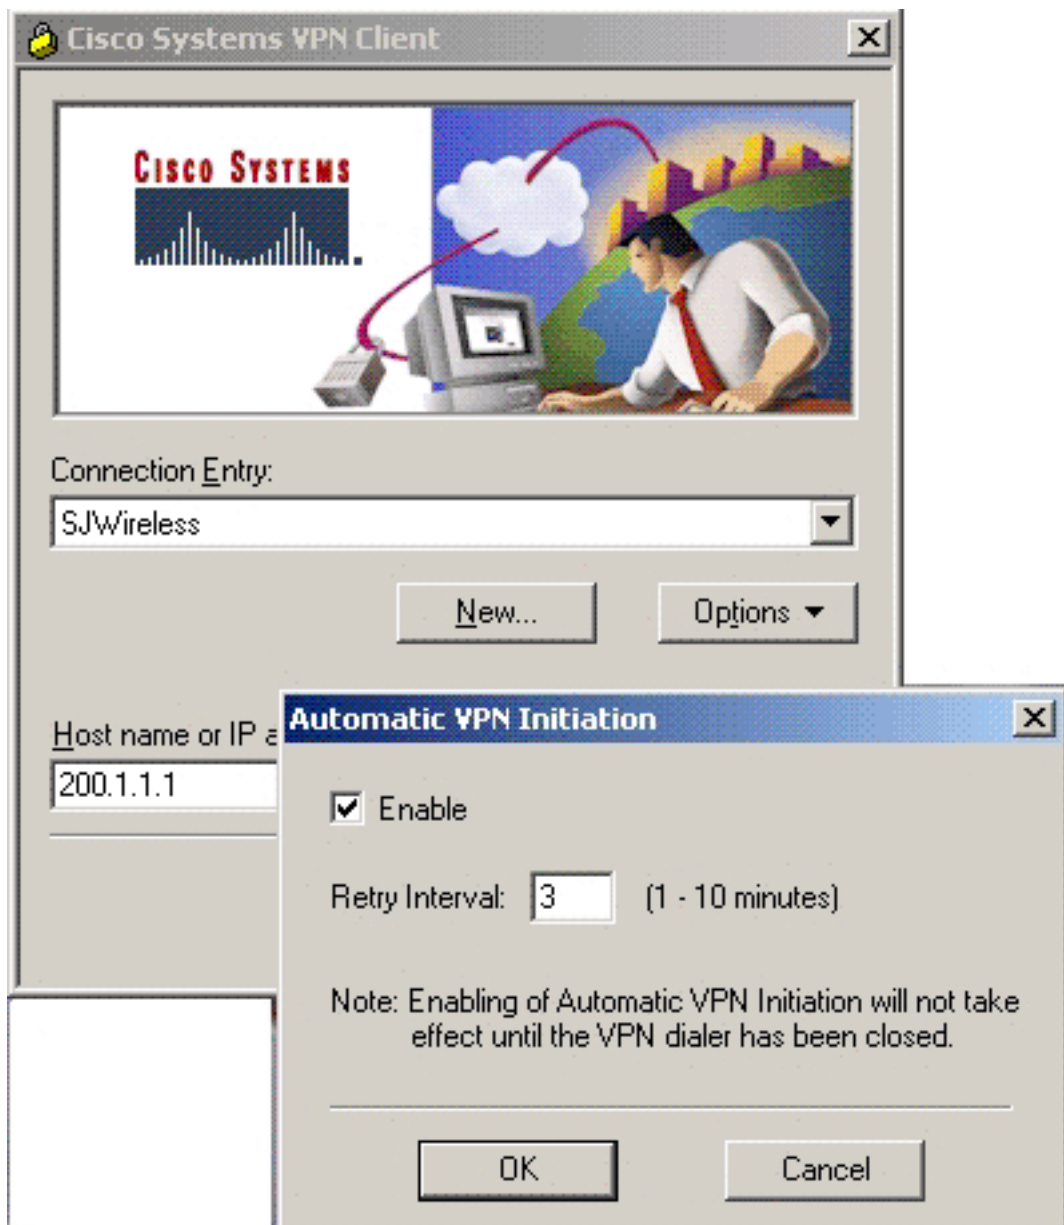 Cisco Systems VPN Client
CISCO SYSTEMS
Connection Entry:
SJWireless
New...
Options
Host name or IP a
200.1.1.1
Automatic VPN Initiation
Enable
Retry Interval: 3 (1 - 10 minutes)
Note: Enabling of Automatic VPN Initiation will not take
effect until the VPN dialer has been closed.
OK
Cancel